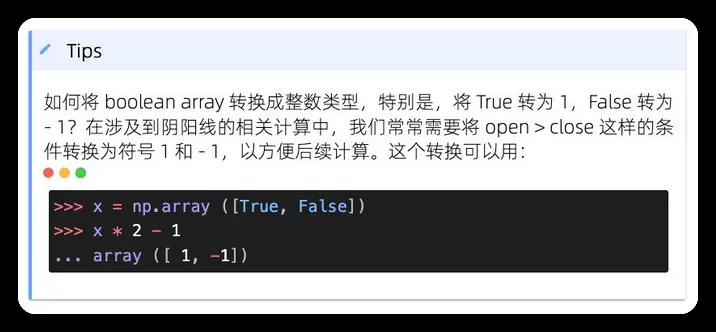 Tips
如何将 boolean array 转换成整数类型，特别是，将 True 转为 1，False 转为
- 1？在涉及到阴阳线的相关计算中，我们常常需要将 open > close 这样的条
件转换为符号 1 和 - 1，以方便后续计算。这个转换可以用：
>>> x = np.array ([True, False])
>>> x * 2 - 1
... array ([ 1, -1])